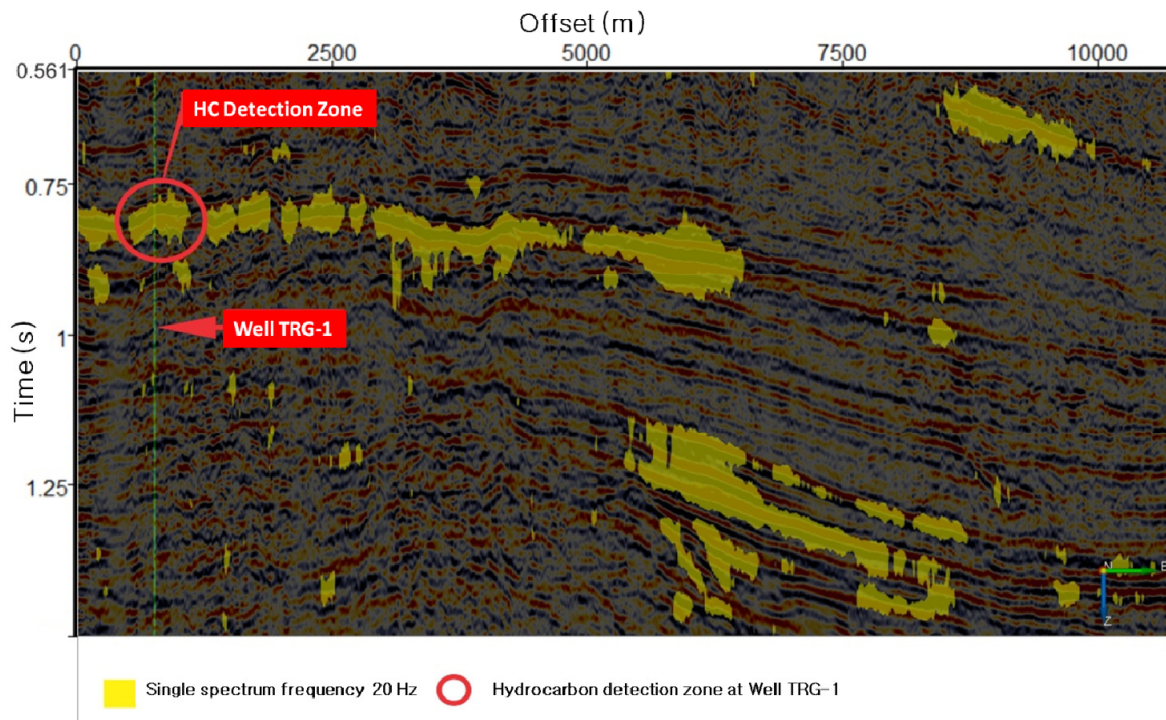 Offset (m)
0 2500 5000 7500 10000
0.561
HC Detection Zone
0.75
Time (s)
Well TRG-1
1
1.25
N
E
Z
Single spectrum frequency 20 Hz
Hydrocarbon detection zone at Well TRG-1